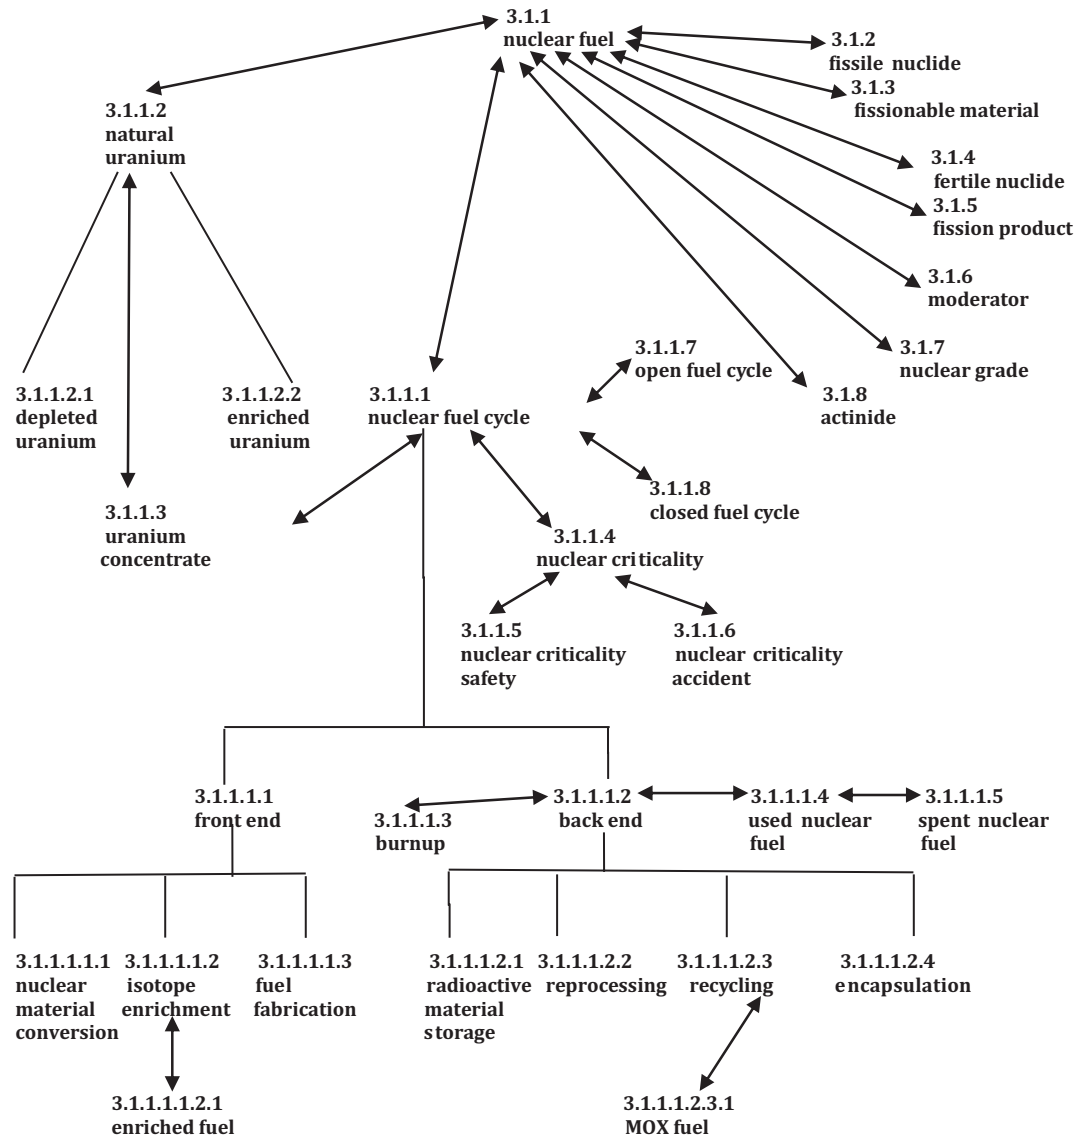 3.1.1
nuclear fuel
3.1.2
fissile nuclide
3.1.3
fissionable material
3.1.1.2
natural
uranium
3.1.4
fertile nuclide
3.1.5
fission product
3.1.6
moderator
3.1.7
nuclear grade
3.1.8
actinide
3.1.1.7
open fuel cycle
3.1.1.2.1
depleted
uranium
3.1.1.2.2
enriched
uranium
3.1.1.1
nuclear fuel cycle
3.1.1.8
closed fuel cycle
3.1.1.3
uranium
concentrate
3.1.1.4
nuclear criticality
3.1.1.5
nuclear criticality
safety
3.1.1.6
nuclear criticality
accident
3.1.1.1.1
front end
3.1.1.1.3
burnup
3.1.1.1.2
back end
3.1.1.1.4
used nuclear
fuel
3.1.1.1.5
spent nuclear
fuel
3.1.1.1.1.1
nuclear
material
conversion
3.1.1.1.1.2
isotope
enrichment
3.1.1.1.1.3
fuel
fabrication
3.1.1.1.2.1
radioactive
material
storage
3.1.1.1.2.2
reprocessing
3.1.1.1.2.3
recycling
3.1.1.1.2.4
encapsulation
3.1.1.1.1.2.1
enriched fuel
3.1.1.1.2.3.1
MOX fuel